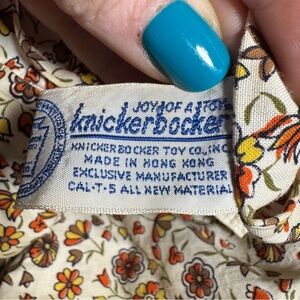 JOY OF A TOY
knickerbocker
KNICKERBOCKER TOY CO., INC.
MADE IN HONG KONG
EXCLUSIVE MANUFACTURER
CAL-T-5 ALL NEW MATERIAL